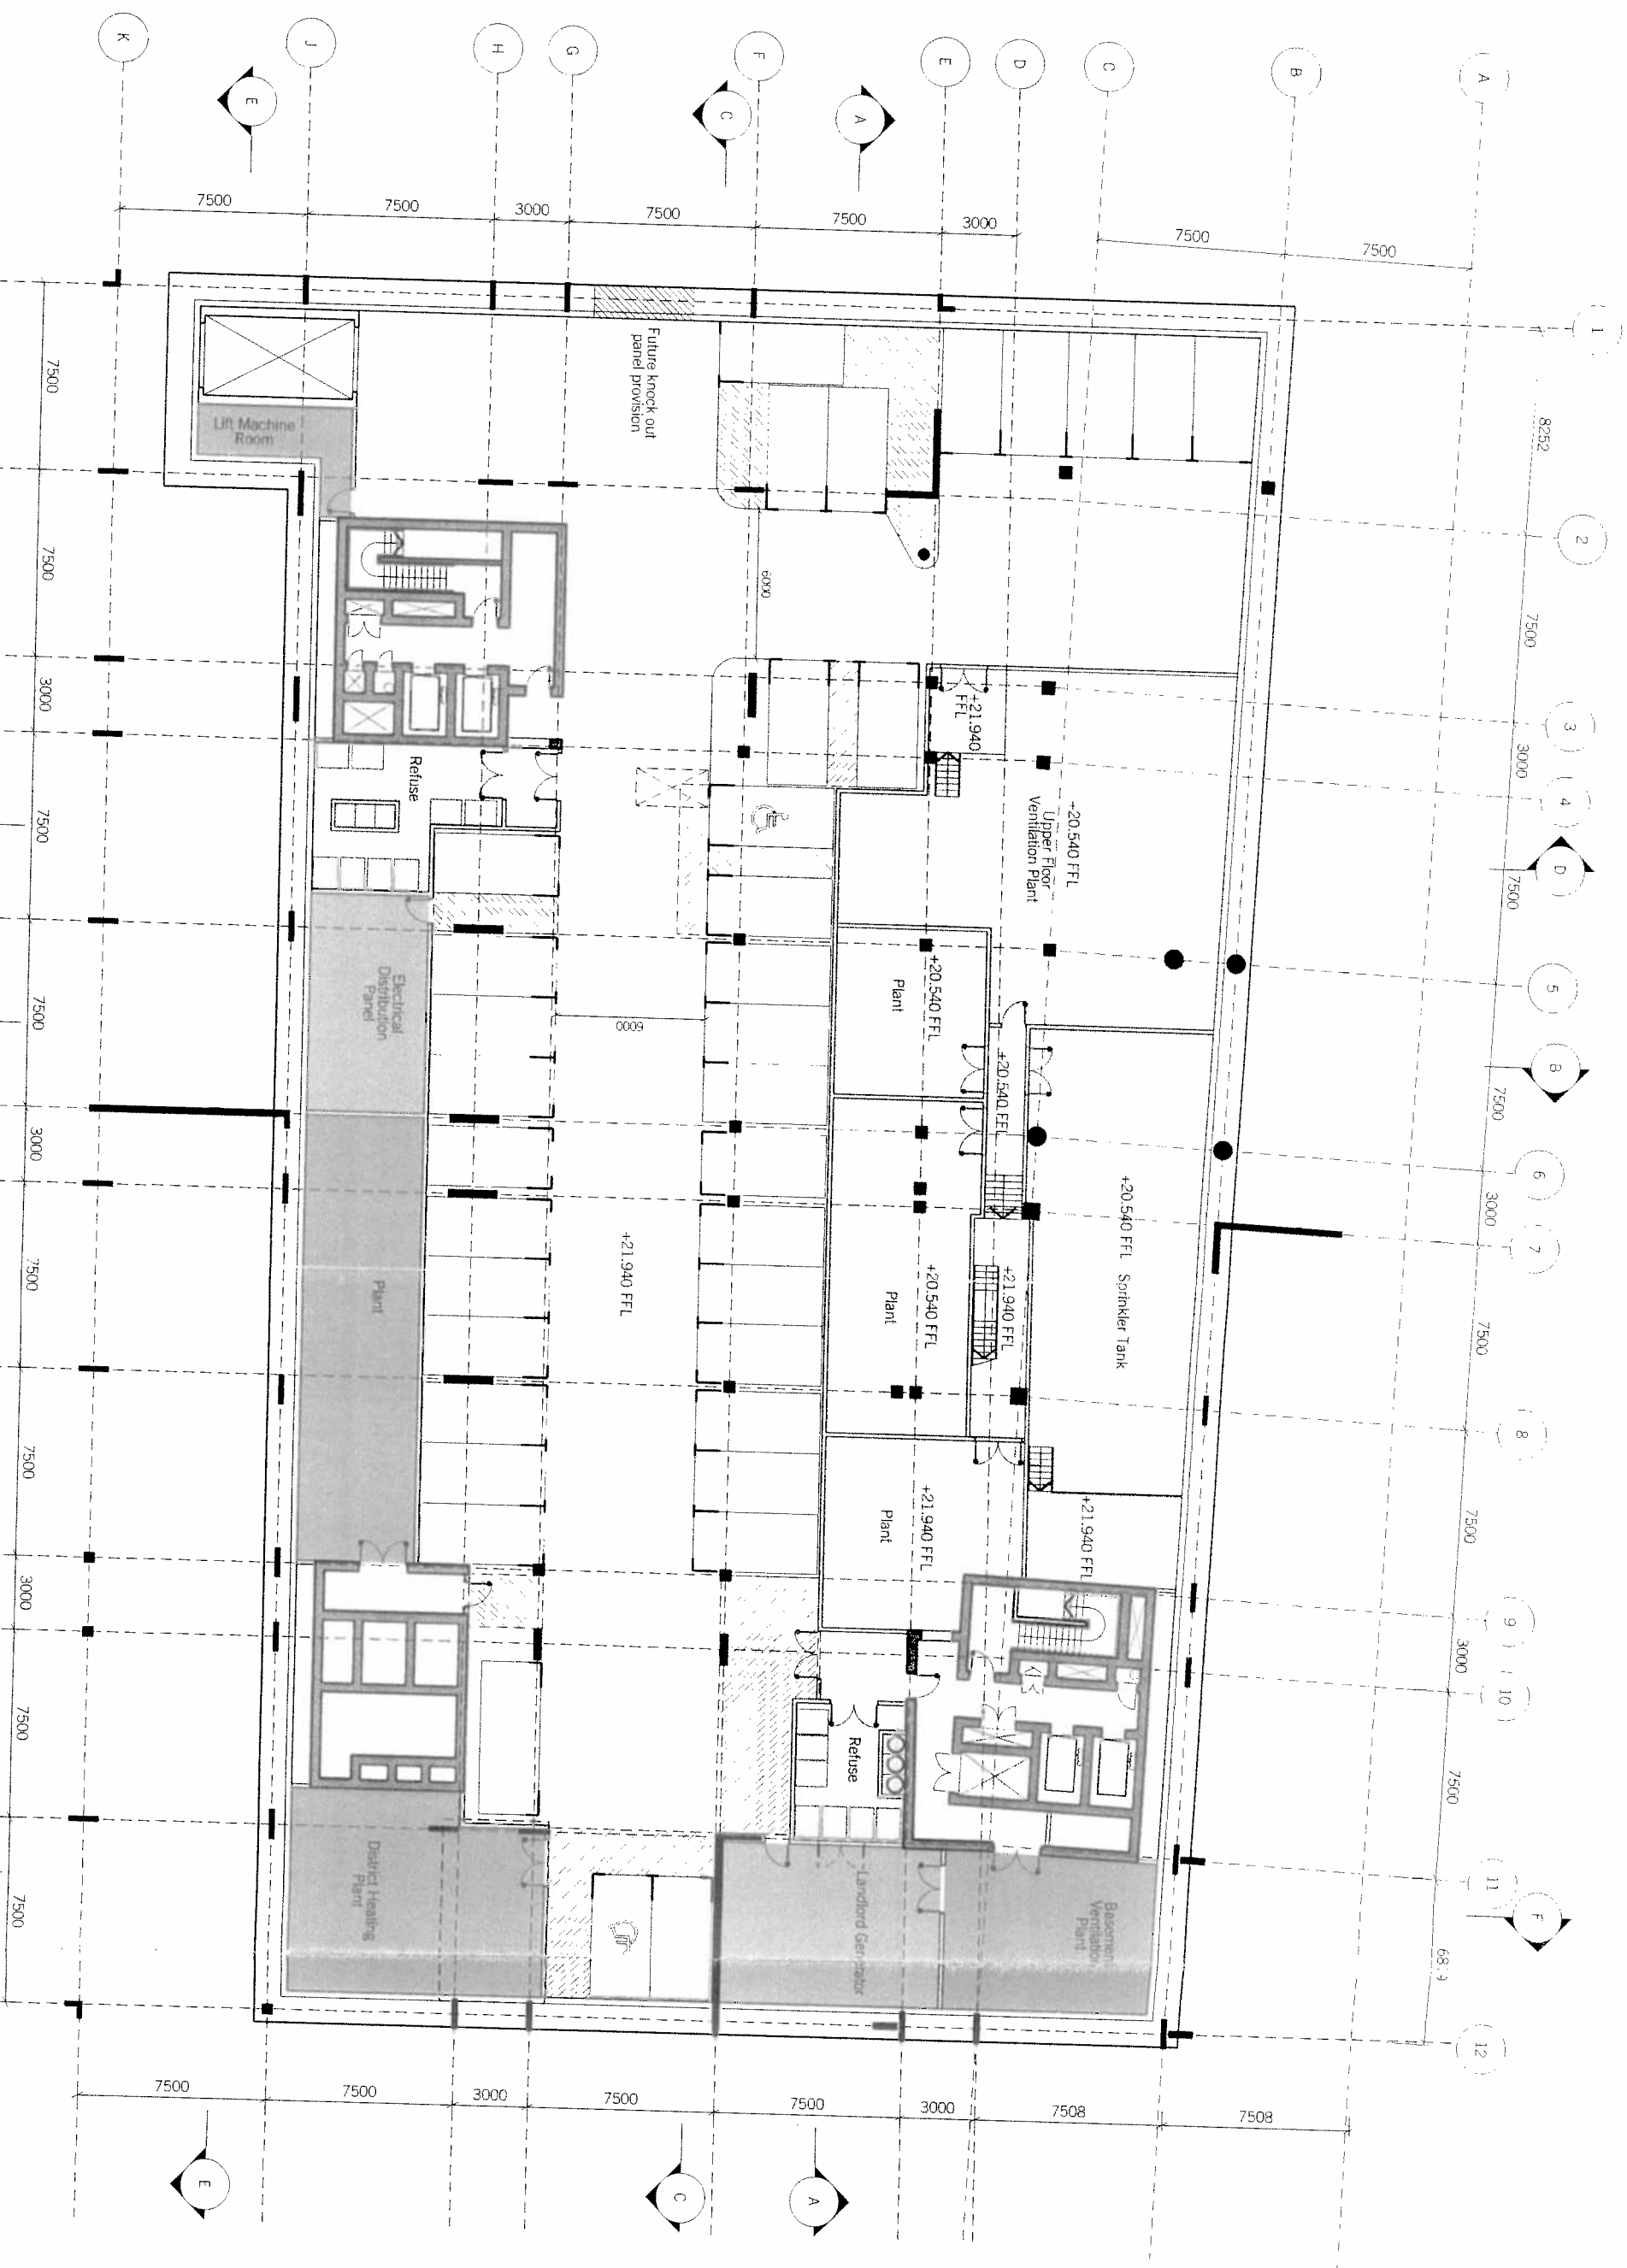 K
J
H
G
F
E
D
C
B
A
E
C
A
7500
7500
3000
7500
7500
3000
7500
7500
1
2
3
4
D
5
B
6
7
8
9
10
11
F
12
8252
7500
3000
7500
7500
3000
7500
7500
3000
7500
7500
7500
3000
7500
7500
3000
7500
7500
3000
7500
7500
Future knock out
panel provision
Lift Machine
Room
6000
+21.940
FFL
Refuse
+20.540 FFL
Upper Floor
Ventilation Plant
Electrical
Distribution
Panel
6000
+20.540 FFL
Plant
+20.540 FFL
Plant
+21.940 FFL
+20.540 FFL
Plant
+21.940 FFL
+20.540 FFL Sprinkler Tank
+21.940 FFL
Plant
+21.940 FFL
Refuse
District Heating
Plant
Landlord Generator
Basement
Ventilation
Plant
7500
7500
3000
7500
7500
3000
7508
7508
E
C
A